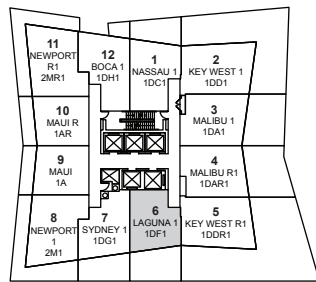 11
NEWPORT
R1
2MR1
12
BOCA 1
1DH1
1
NASSAU 1
1DC1
2
KEY WEST 1
1DD1
10
MAUI R
1AR
3
MALIBU 1
1DA1
9
MAUI
1A
4
MALIBU R1
1DAR1
8
NEWPORT
1
2M1
7
SYDNEY 1
1DG1
6
LAGUNA 1
1DF1
5
KEY WEST R1
1DDR1